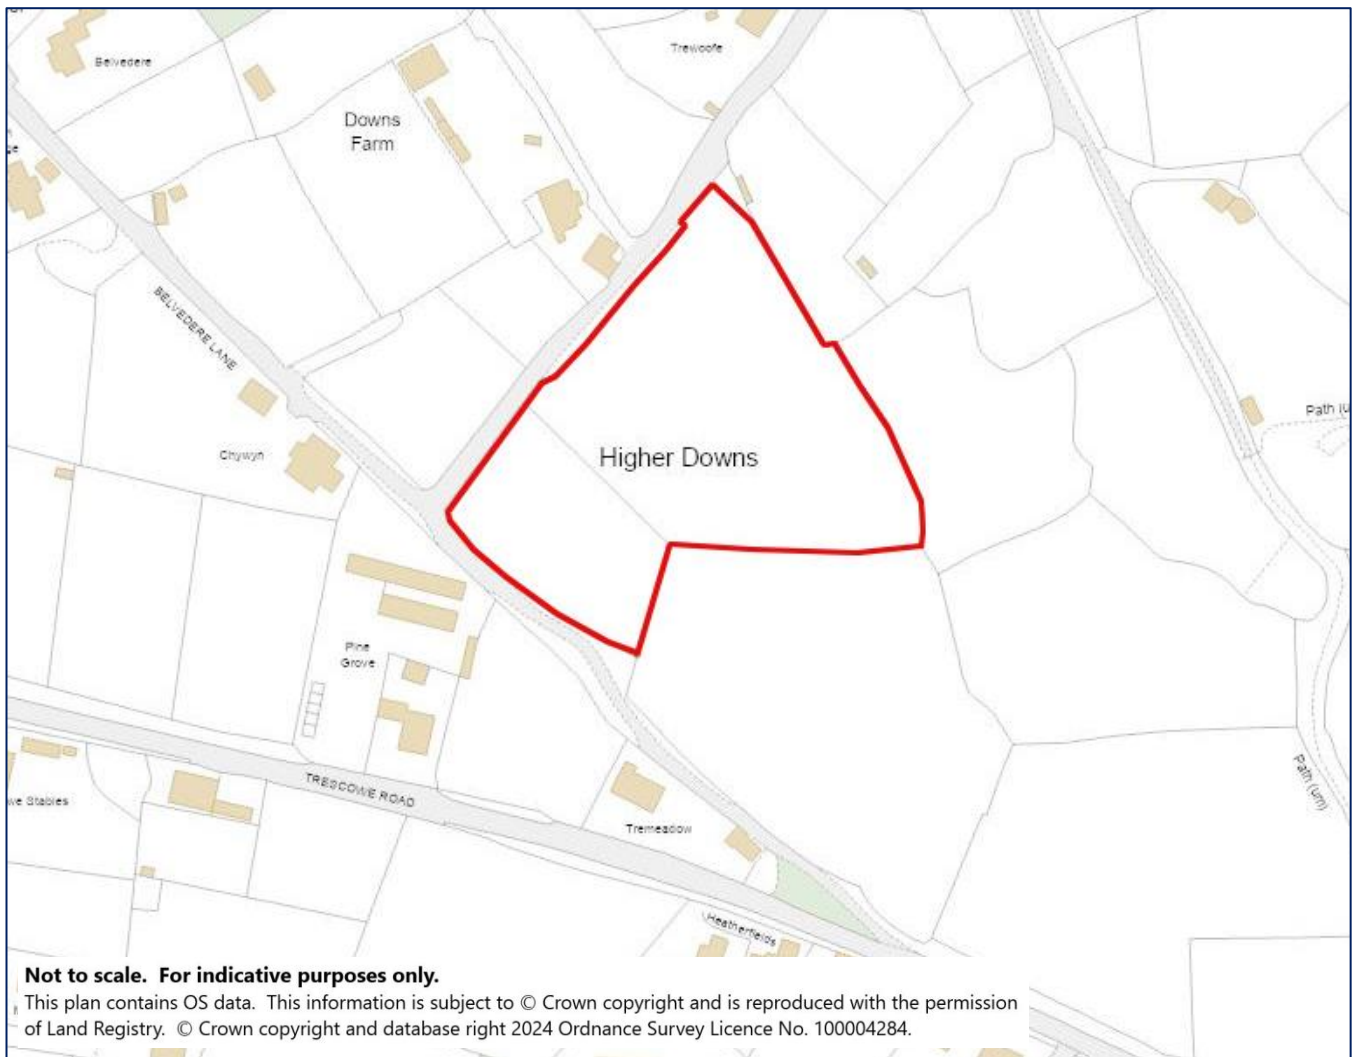 Trewoofe
Belvedere
Downs
Farm
BELVEDERE LANE
Path (u
Chywyn
Higher Downs
Pine
Grove
Path (um)
TRESCOWE ROAD
we Stables
Tremeadow
Heatherfields
Not to scale.  For indicative purposes only.
This plan contains OS data.  This information is subject to © Crown copyright and is reproduced with the permission
of Land Registry.  © Crown copyright and database right 2024 Ordnance Survey Licence No. 100004284.